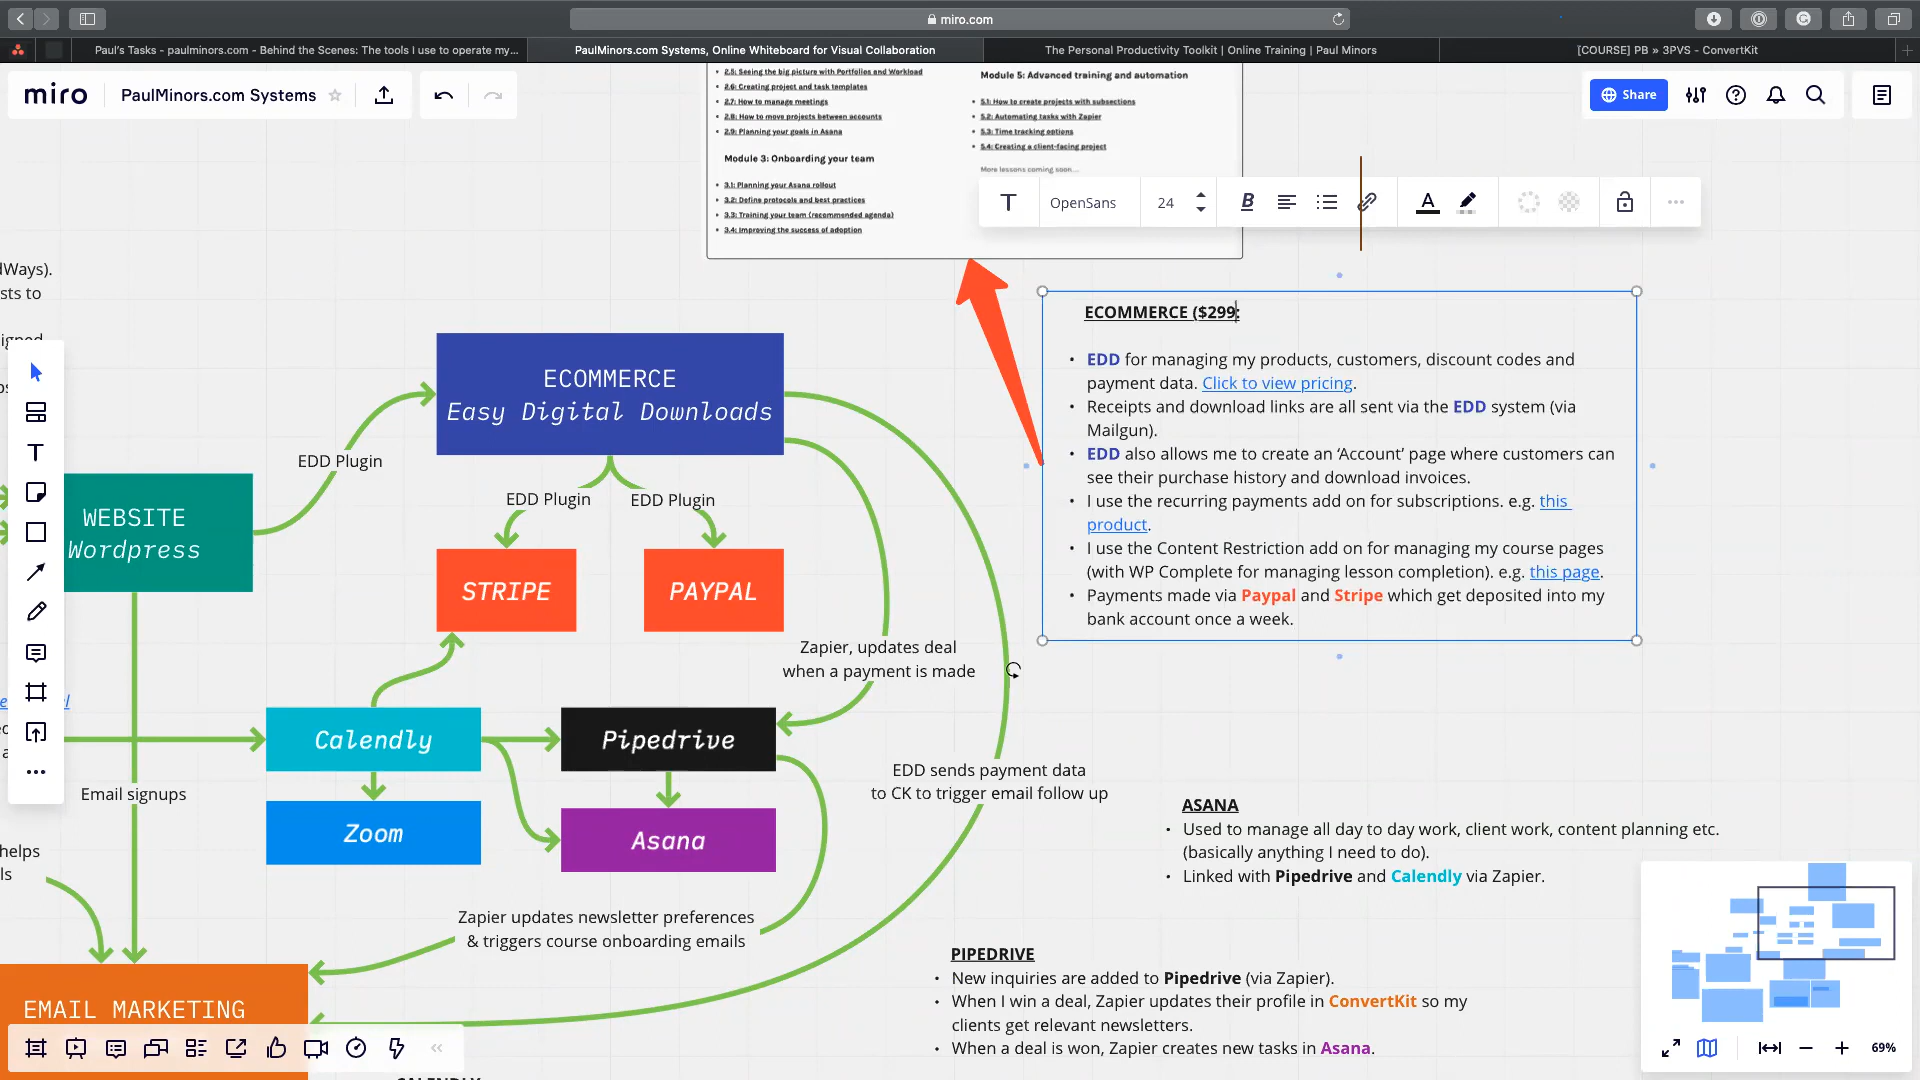 miro.com
Paul's Tasks - paulminors.com - Behind the Scenes: The tools I use to operate my...
PaulMinors.com Systems, Online Whiteboard for Visual Collaboration
The Personal Productivity Toolkit | Online Training | Paul Minors
[COURSE] PB » 3PVS - ConvertKit
miro
PaulMinors.com Systems
Share
2.5: Seeing the big picture with Portfolios and Workload
2.6: Creating project and task templates
2.7: How to manage meetings
2.8: How to move projects between accounts
2.9: Planning your goals in Asana
Module 3: Onboarding your team
3.1: Planning your Asana rollout
3.2: Define protocols and best practices
3.3: Training your team (recommended agenda)
3.4: Improving the success of adoption
Module 5: Advanced training and automation
5.1: How to create projects with subsections
5.2: Automating tasks with Zapier
5.3: Time tracking options
5.4: Creating a client-facing project
More lessons coming soon...
OpenSans
24
ECOMMERCE ($299:
EDD for managing my products, customers, discount codes and
payment data. Click to view pricing.
Receipts and download links are all sent via the EDD system (via
Mailgun).
EDD also allows me to create an ‘Account’ page where customers can
see their purchase history and download invoices.
I use the recurring payments add on for subscriptions. e.g. this
product.
I use the Content Restriction add on for managing my course pages
(with WP Complete for managing lesson completion). e.g. this page.
Payments made via Paypal and Stripe which get deposited into my
bank account once a week.
Ways).
sts to
igned
ECOMMERCE
Easy Digital Downloads
EDD Plugin
EDD Plugin
EDD Plugin
WEBSITE
Wordpress
STRIPE
PAYPAL
Zapier, updates deal
when a payment is made
Calendly
Pipedrive
Zoom
Asana
Email signups
EDD sends payment data
to CK to trigger email follow up
helps
ls
Zapier updates newsletter preferences
& triggers course onboarding emails
EMAIL MARKETING
ASANA
Used to manage all day to day work, client work, content planning etc.
(basically anything I need to do).
Linked with Pipedrive and Calendly via Zapier.
PIPEDRIVE
New inquiries are added to Pipedrive (via Zapier).
When I win a deal, Zapier updates their profile in ConvertKit so my
clients get relevant newsletters.
When a deal is won, Zapier creates new tasks in Asana.
CALENDLY
69%